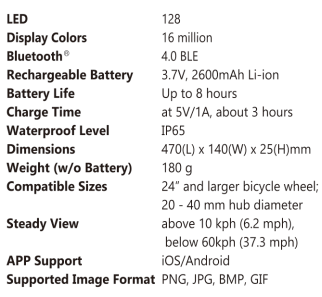 LED 128
Display Colors 16 million
Bluetooth® 4.0 BLE
Rechargeable Battery 3.7V, 2600mAh Li-ion
Battery Life Up to 8 hours
Charge Time at 5V/1A, about 3 hours
Waterproof Level IP65
Dimensions 470(L) x 140(W) x 25(H)mm
Weight (w/o Battery) 180 g
Compatible Sizes 24" and larger bicycle wheel;
20 - 40 mm hub diameter
Steady View above 10 kph (6.2 mph),
below 60kph (37.3 mph)
APP Support iOS/Android
Supported Image Format PNG, JPG, BMP, GIF